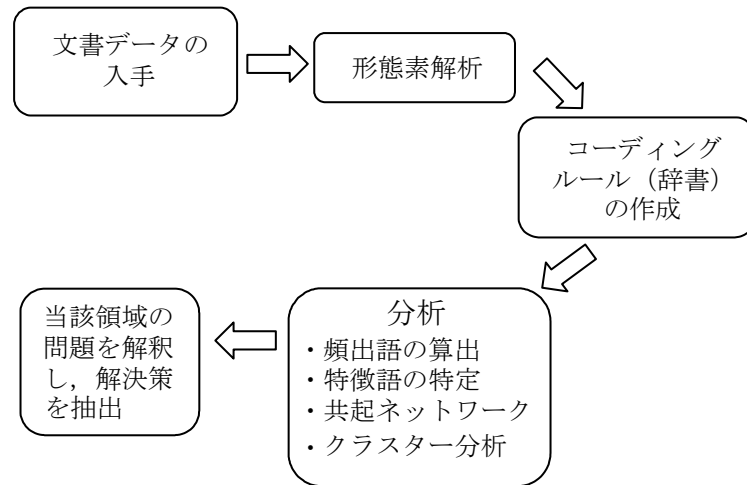 文書データの
入手
形態素解析
コーディング
ルール（辞書）
の作成
分析
・頻出語の算出
・特徴語の特定
・共起ネットワーク
・クラスター分析
当該領域の
問題を解釈
し，解決策
を抽出